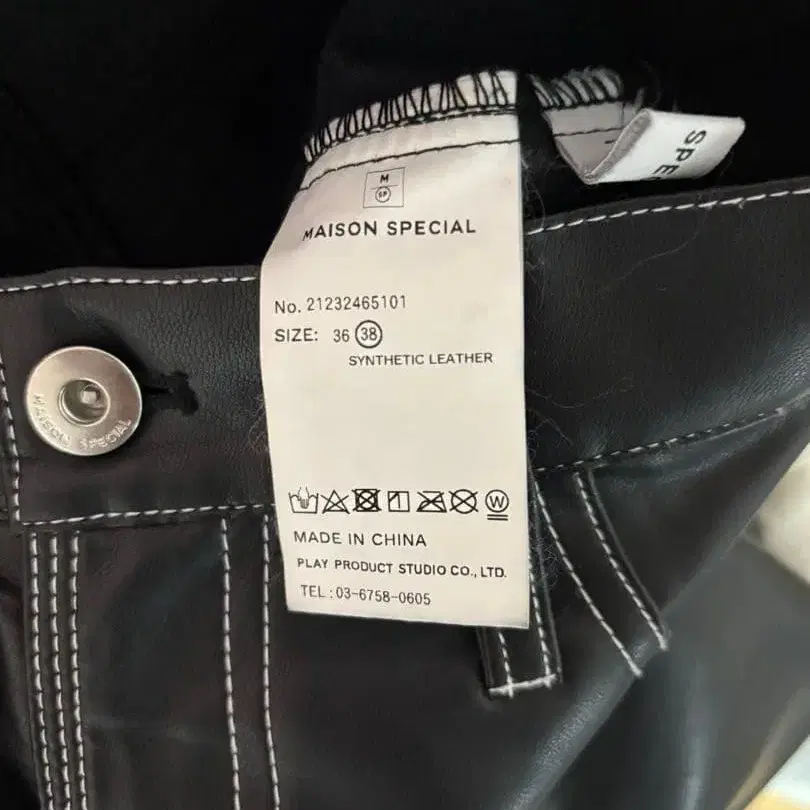 M
SP
MAISON SPECIAL
No. 21232465101
SIZE: 36 38
SYNTHETIC LEATHER
W
MADE IN CHINA
PLAY PRODUCT STUDIO CO., LTD.
TEL : 03-6758-0605
MAISON SPECIAL
SPE